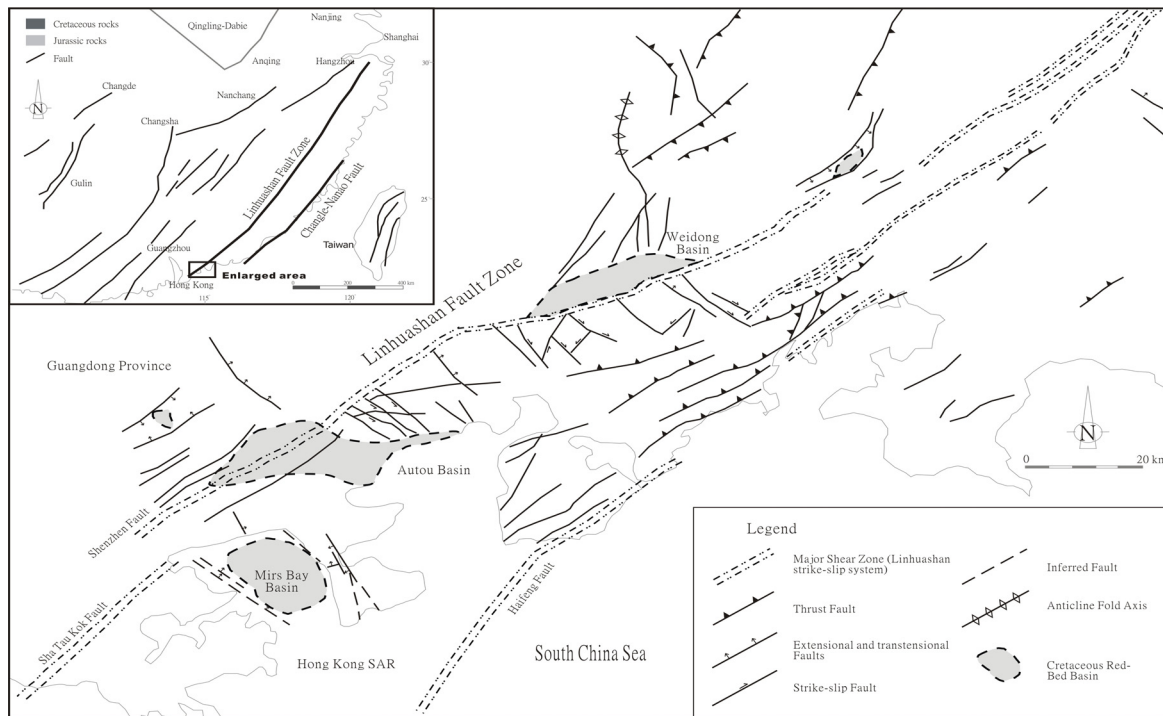 Cretaceous rocks
Jurassic rocks
Fault
N
Qingling-Dabie
Nanjing
Shanghai
Anqing
Hangzhou
30°
Changde
Nanchang
Changsha
Gulin
Linhuashan Fault Zone
Changle-Nanao Fault
25°
Guangzhou
Taiwan
Enlarged area
Hong Kong
0 200 400 km
115
120
Weidong
Basin
Linhuashan Fault Zone
Guangdong Province
Autou Basin
Shenzhen Fault
Mirs Bay
Basin
Sha Tau Kok Fault
Haifeng Fault
Hong Kong SAR
South China Sea
N
0 20 km
Legend
Major Shear Zone (Linhuashan
strike-slip system)
Thrust Fault
Extensional and transtensional
Faults
Strike-slip Fault
Inferred Fault
Anticline Fold Axis
Cretaceous Red-
Bed Basin